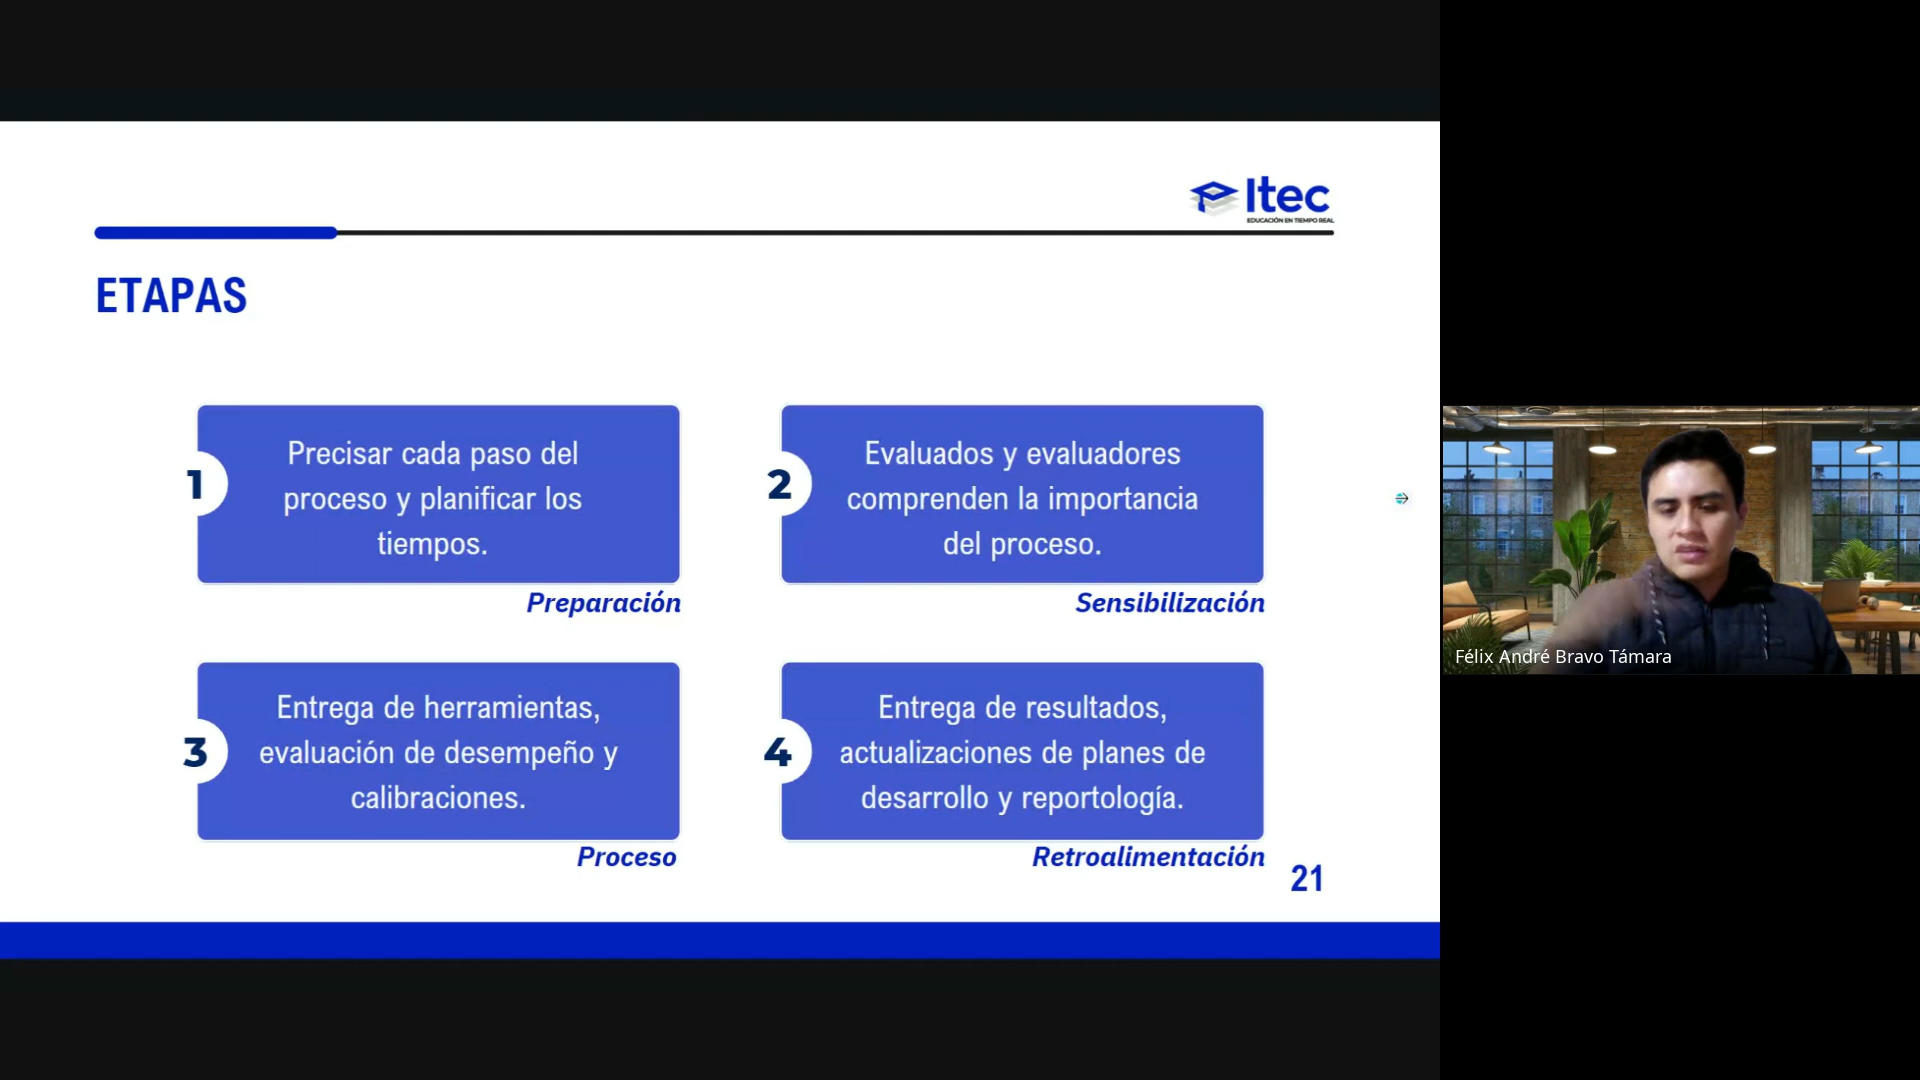 Itec
EDUCACIÓN EN TIEMPO REAL
ETAPAS
1
Precisar cada paso del
proceso y planificar los
tiempos.
Preparación
2
Evaluados y evaluadores
comprenden la importancia
del proceso.
Sensibilización
3
Entrega de herramientas,
evaluación de desempeño y
calibraciones.
Proceso
4
Entrega de resultados,
actualizaciones de planes de
desarrollo y reportología.
Retroalimentación
21
Félix André Bravo Támara